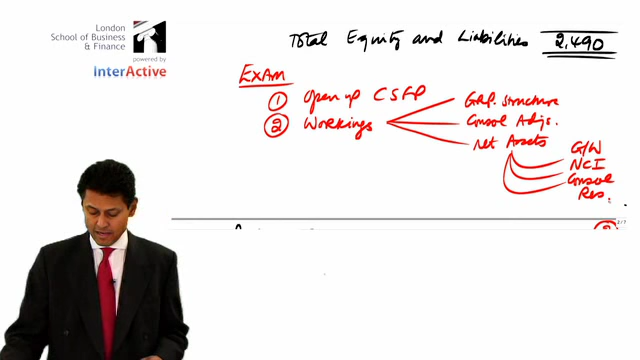 London
School of Business
& Finance
powered by
InterActive
Total Equity and Liabilities 2,490
EXAM
① Open up CSFP
② Workings
GRP. Structure
Consol Adjs.
Net Assets
G/W
NCI
Consol
Res.